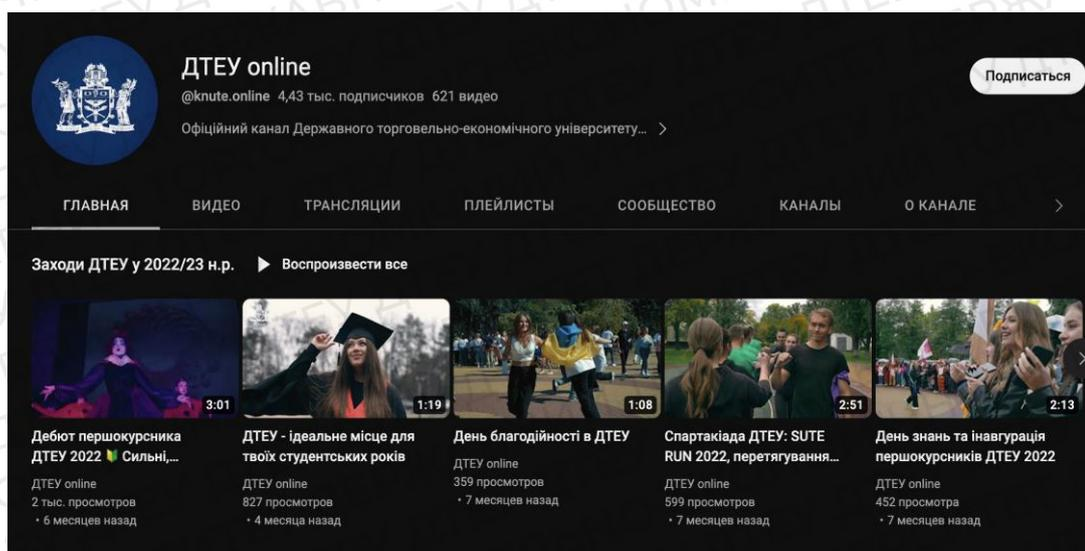 ДТЕУ online
@knute.online 4,43 тыс. подписчиков 621 видео
Подписаться
Офіційний канал Державного торговельно-економічного університету...
ГЛАВНАЯ ВИДЕО ТРАНСЛЯЦИИ ПЛЕЙЛИСТЫ СООБЩЕСТВО КАНАЛЫ О КАНАЛЕ
Заходи ДТЕУ у 2022/23 н.р. Воспроизвести все
3:01
Дебют першокурсника
ДТЕУ 2022 🔰 Сильні,...
ДТЕУ online
2 тыс. просмотров
• 6 месяцев назад
1:19
ДТЕУ - ідеальне місце для
твоїх студентських років
ДТЕУ online
827 просмотров
• 4 месяца назад
1:08
День благодійності в ДТЕУ
ДТЕУ online
359 просмотров
• 7 месяцев назад
2:51
Спартакіада ДТЕУ: SUTE
RUN 2022, перетягування...
ДТЕУ online
599 просмотров
• 7 месяцев назад
2:13
День знань та інавгурація
першокурсників ДТЕУ 2022
ДТЕУ online
452 просмотра
• 7 месяцев назад